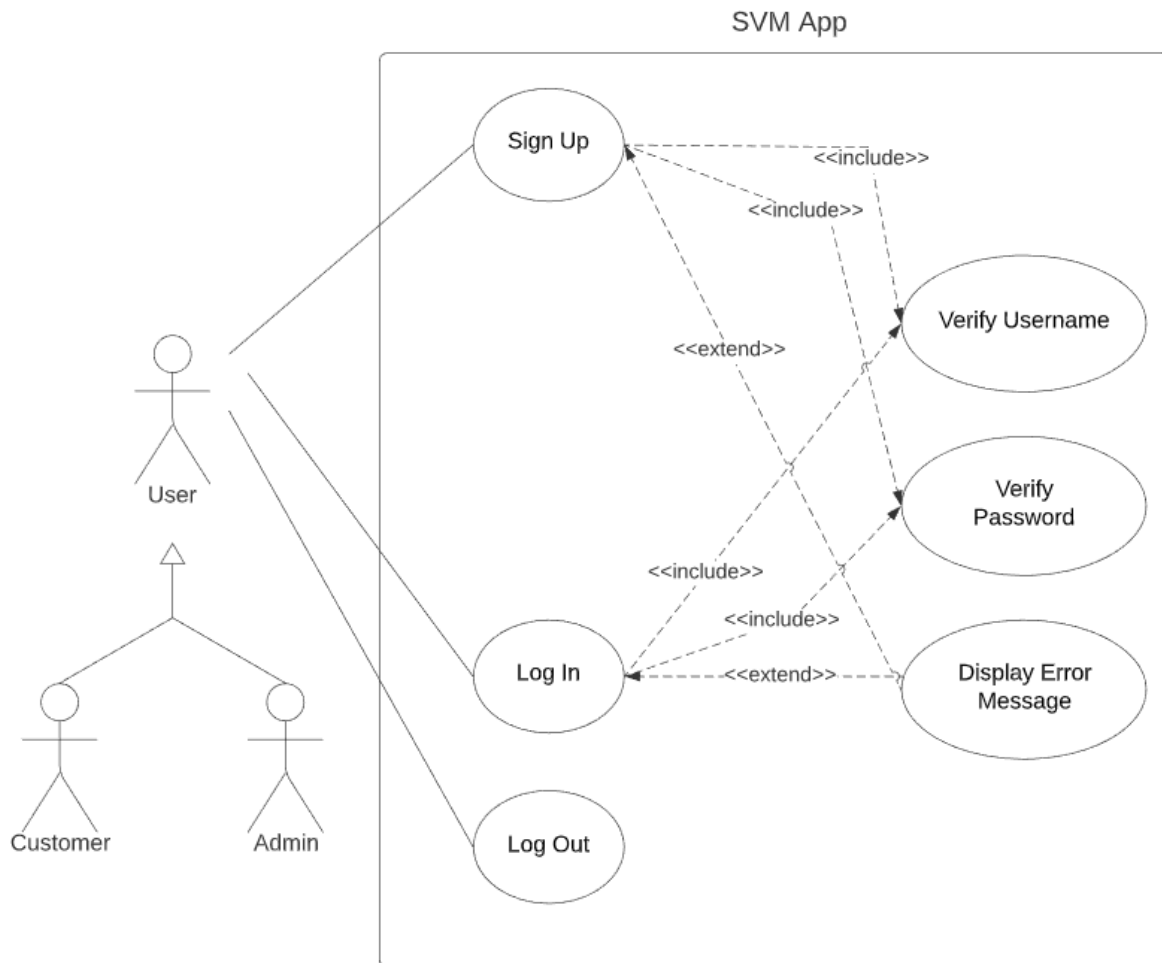 SVM App
Sign Up
<<include>>
<<include>>
Verify Username
<<extend>>
User
Verify
Password
<<include>>
<<include>>
Log In
<<extend>>
Display Error
Message
Customer
Admin
Log Out